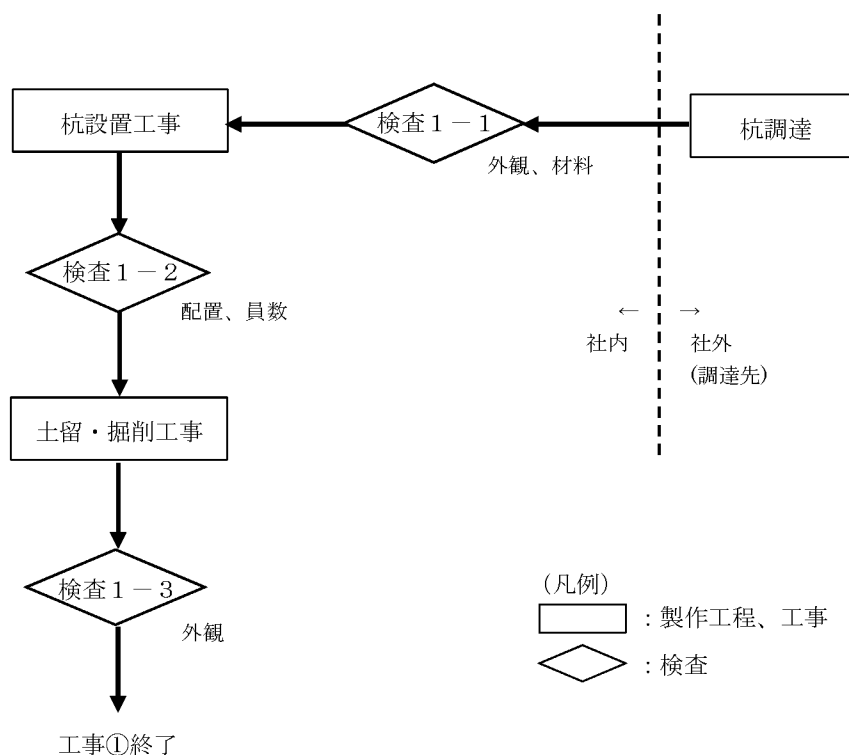 杭設置工事
検査1－1
杭調達
外観、材料
検査1－2
配置、員数
← →
社内 社外
(調達先)
土留・掘削工事
検査1－3
外観
(凡例)
：製作工程、工事
：検査
工事①終了